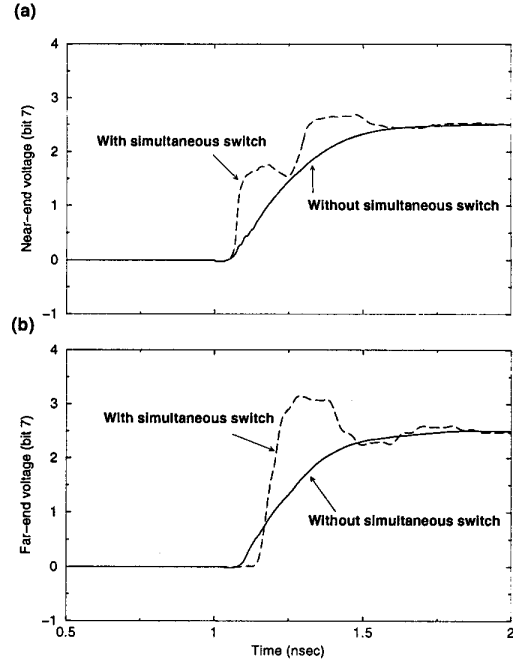 (a)
4
3
2
1
0
−1
Near−end voltage (bit 7)
With simultaneous switch
Without simultaneous switch
(b)
4
3
2
1
0
−1
Far−end voltage (bit 7)
With simultaneous switch
Without simultaneous switch
0.5
1
1.5
2
Time (nsec)